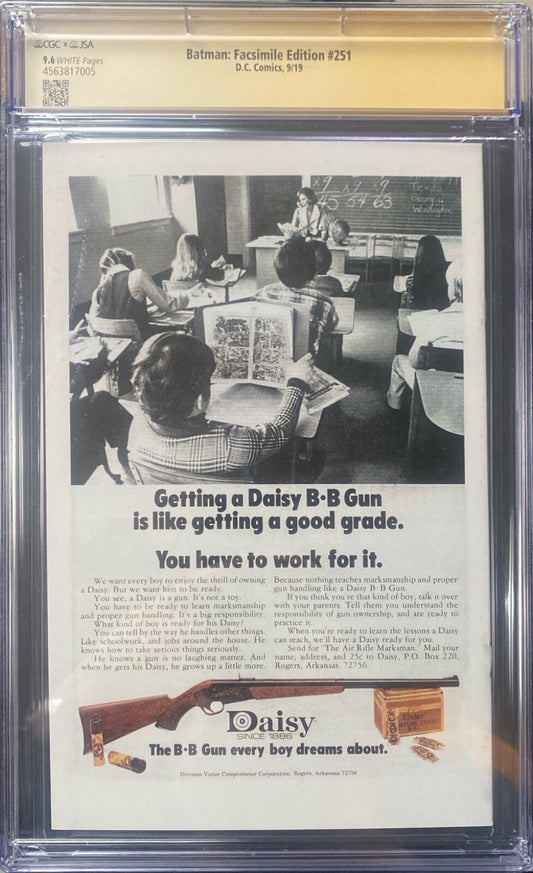 CGC × JSA
9.6 WHITE Pages
4563817005
Batman: Facsimile Edition #251
D.C. Comics, 9/19
x9 x9 x9
45 54 63
Texas
Georgia
Washington
Getting a Daisy B·B Gun
is like getting a good grade.
You have to work for it.
We want every boy to enjoy the thrill of owning
a Daisy. But we want him to be ready.
You see, a Daisy is a gun. It's not a toy.
You have to be ready to learn marksmanship
and proper gun handling. It's a big responsibility.
What kind of boy is ready for his Daisy?
You can tell by the way he handles other things.
Like schoolwork, and jobs around the house. He
knows how to take serious things seriously.
He knows a gun is no laughing matter. And
when he gets his Daisy, he grows up a little more.
Because nothing teaches marksmanship and proper
gun handling like a Daisy B·B Gun.
If you think you're that kind of boy, talk it over
with your parents. Tell them you understand the
responsibility of gun ownership, and are ready to
practice it.
When you're ready to learn the lessons a Daisy
can teach, we'll have a Daisy ready for you.
Send for "The Air Rifle Marksman." Mail your
name, address, and 25c to Daisy, P.O. Box 220,
Rogers, Arkansas. 72756.
Daisy
SINCE 1886
The B·B Gun every boy dreams about.
Division Victor Comptometer Corporation Rogers, Arkansas 72756